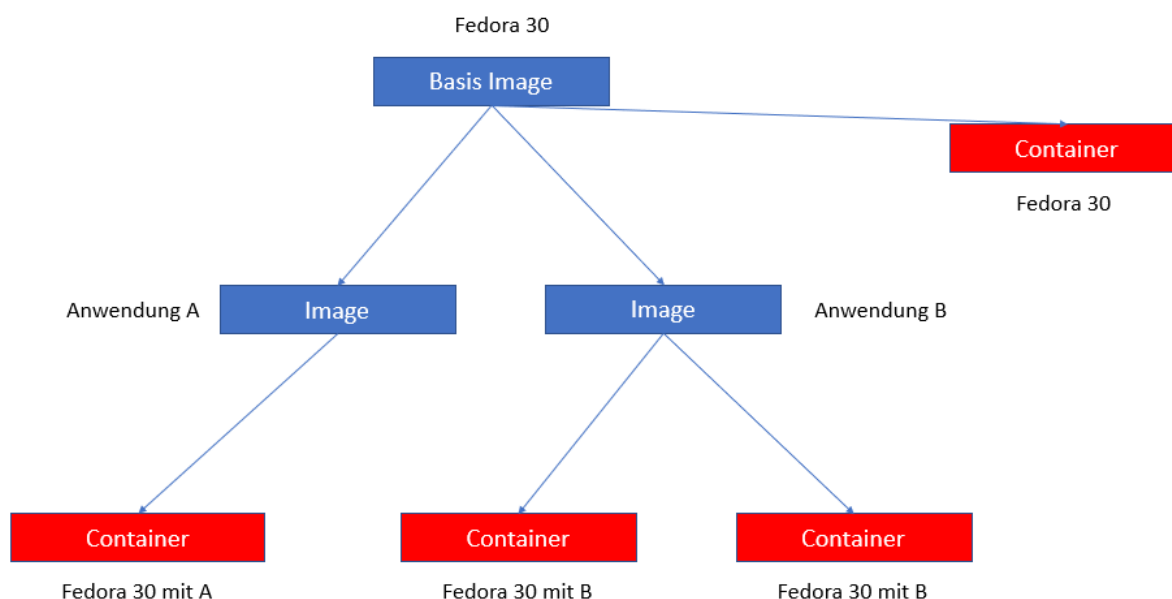 Fedora 30
Basis Image
Container
Fedora 30
Anwendung A
Image
Image
Anwendung B
Container
Container
Container
Fedora 30 mit A
Fedora 30 mit B
Fedora 30 mit B